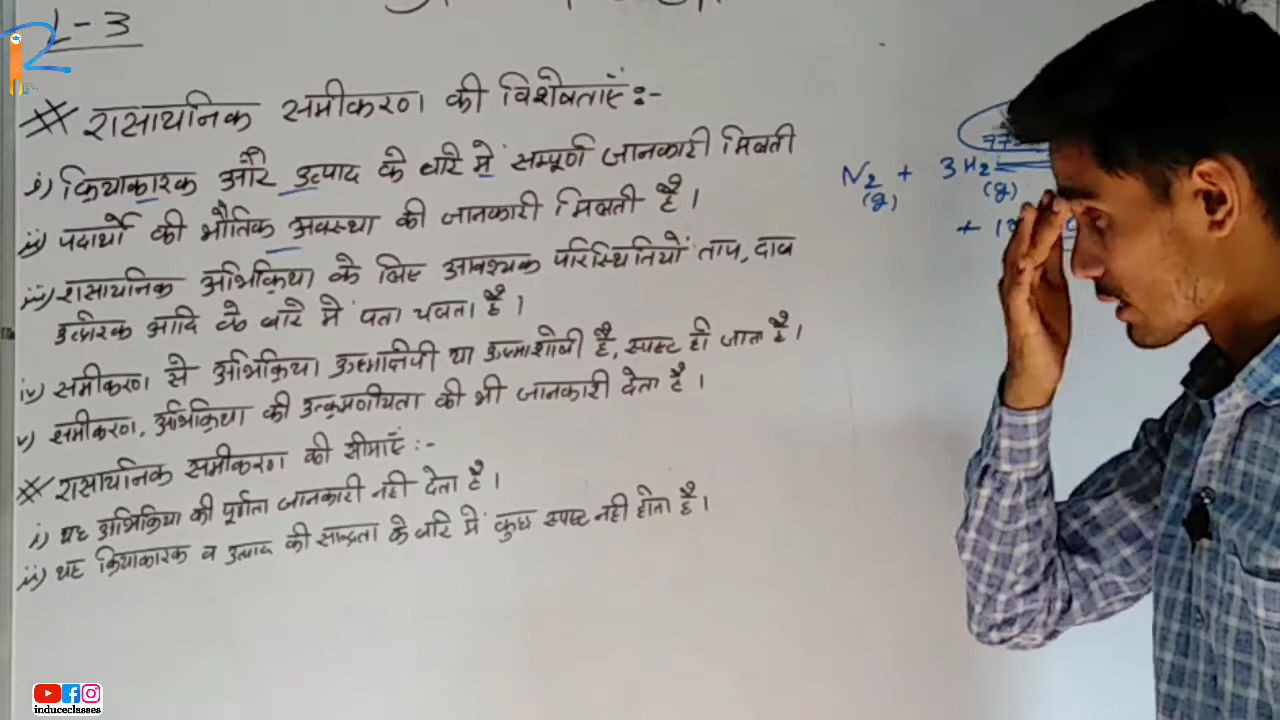 L-3
* रासायनिक समीकरण की विशेषताएँ :-
i) क्रियाकारक और उत्पाद के बारे में सम्पूर्ण जानकारी मिलती
ii) पदार्थो की भौतिक अवस्था की जानकारी मिलती है।
iii) रासायनिक अभिक्रिया के लिए आवश्यक परिस्थितियों ताप, दाब
उत्प्रेरक आदि के बारे में पता चलता है।
iv) समीकरण से अभिक्रिया ऊष्माक्षेपी या ऊष्माशोषी है, स्पस्ट हो जाता है।
v) समीकरण, अभिक्रिया की उत्क्रमणीयता की भी जानकारी देता है।
* रासायनिक समीकरण की सीमाएँ :-
i) यह अभिक्रिया की पूर्णता जानकारी नही देता है।
ii) यह क्रियाकारक व उत्पाद की सान्द्रता के बारे में कुछ स्पस्ट नही होता है।
N2 + 3H2
(g) (g)
induceclasses